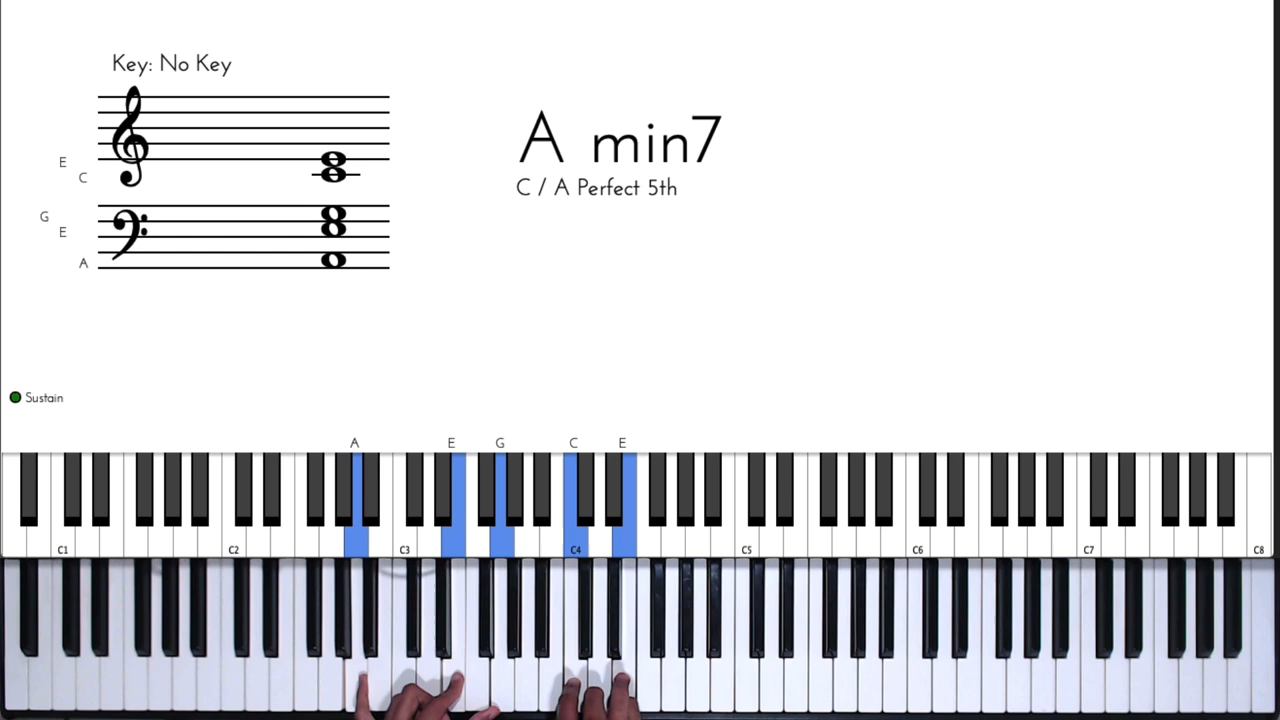 Key: No Key
A min7
C / A Perfect 5th
E
C
G
E
A
Sustain
A E G C E
C1 C2 C3 C4 C5 C6 C7 C8